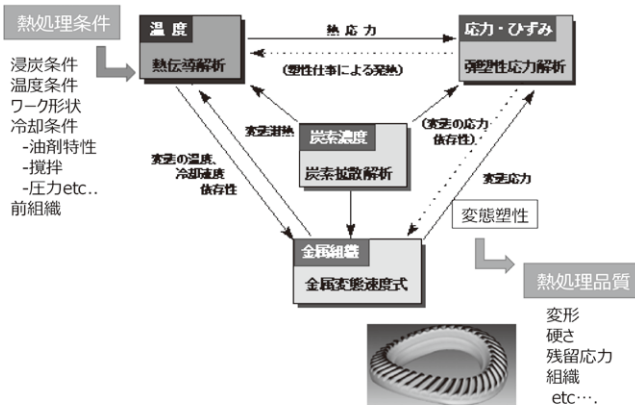 熱処理条件
浸炭条件
温度条件
ワーク形状
冷却条件
-油剤特性
-撹拌
-圧力etc..
前組織
温 度
熱伝導解析
熱 応 力
(塑性仕事による発熱)
応力・ひずみ
弾塑性応力解析
変態潜熱
炭素濃度
炭素拡散解析
(変態の応力
依存性)
変態の温度、
冷却速度
依存性
変態応力
変態塑性
金属組織
金属変態速度式
熱処理品質
変形
硬さ
残留応力
組織
etc….